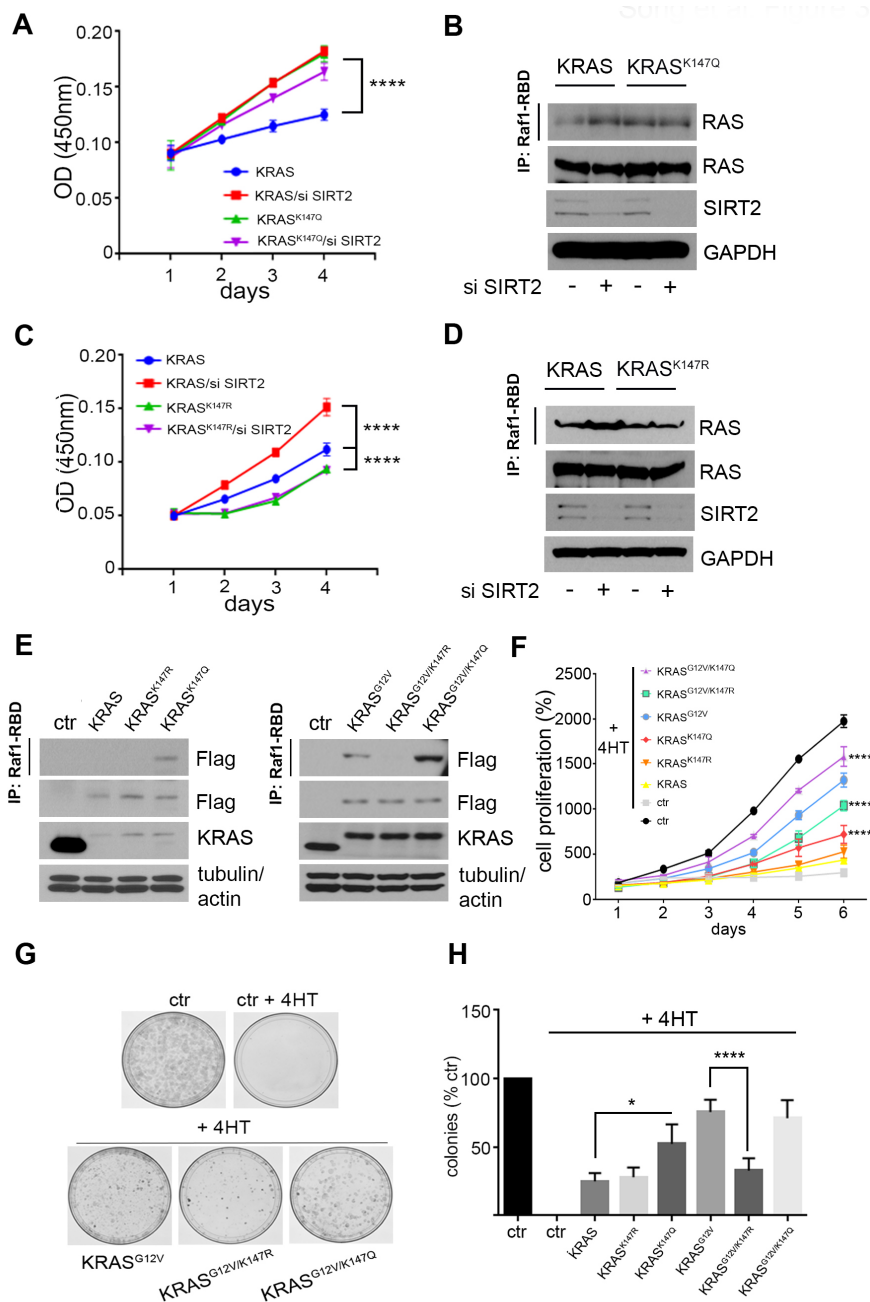 A
0.20
0.15
0.10
0.05
0
OD (450nm)
KRAS
KRAS/si SIRT2
KRASK147Q
KRASK147Q/si SIRT2
****
1 2 3 4
days
B
KRAS KRASK147Q
IP: Raf1-RBD
RAS
RAS
SIRT2
GAPDH
si SIRT2 - + - +
C
0.20
0.15
0.10
0.05
0
OD (450nm)
KRAS
KRAS/si SIRT2
KRASK147R
KRASK147R/si SIRT2
****
****
1 2 3 4
days
D
KRAS KRASK147R
IP: Raf1-RBD
RAS
RAS
SIRT2
GAPDH
si SIRT2 - + - +
E
IP: Raf1-RBD
ctr KRAS KRASK147R KRASK147Q
Flag
Flag
KRAS
tubulin/
actin
IP: Raf1-RBD
ctr KRASG12V KRASG12V/K147R KRASG12V/K147Q
Flag
Flag
KRAS
tubulin/
actin
F
cell proliferation (%)
2500
2000
1500
1000
500
0
+
4HT
KRASG12V/K147Q
KRASG12V/K147R
KRASG12V
KRASK147Q
KRASK147R
KRAS
ctr
ctr
****
****
****
1 2 3 4 5 6
days
G
ctr ctr + 4HT
+ 4HT
KRASG12V KRASG12V/K147R KRASG12V/K147Q
H
colonies (% ctr)
150
100
50
+ 4HT
*
****
ctr ctr KRAS KRASK147R KRASK147Q KRASG12V KRASG12V/K147R KRASG12V/K147Q